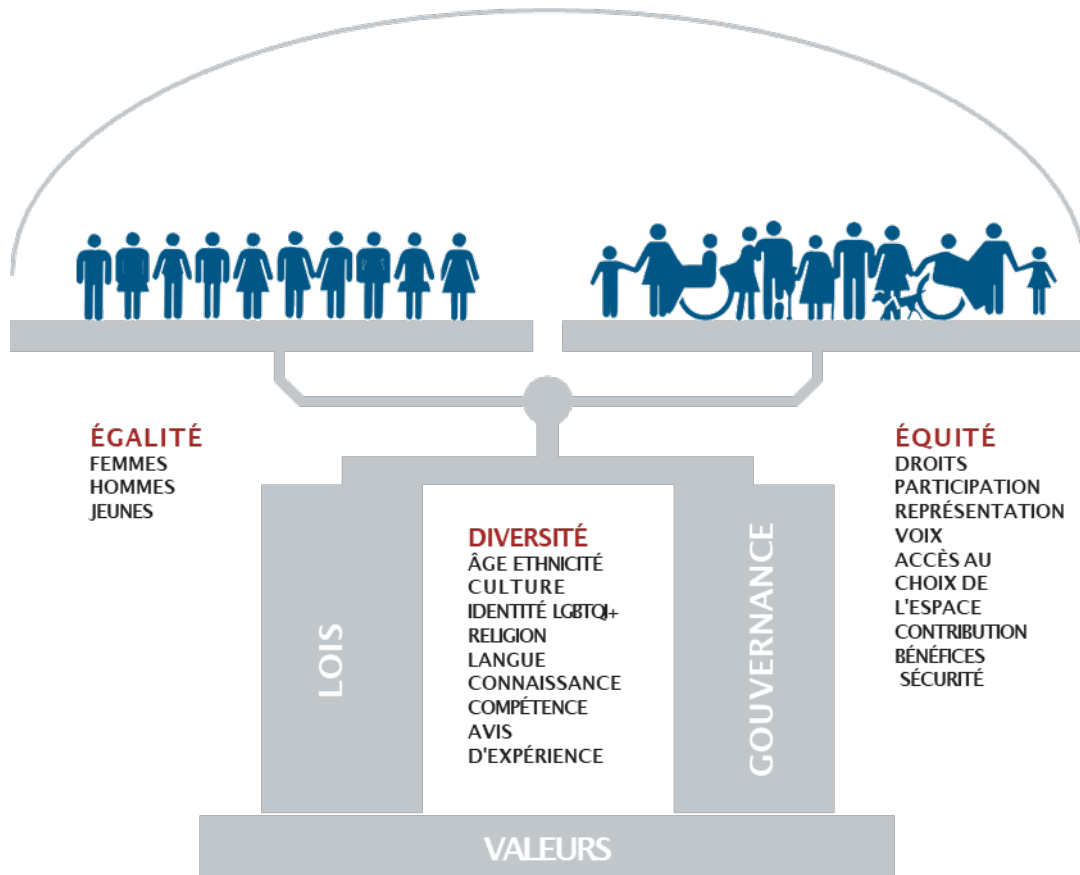 ÉGALITÉ
FEMMES
HOMMES
JEUNES
DIVERSITÉ
ÂGE ETHNICITÉ
CULTURE
IDENTITÉ LGBTQI+
RELIGION
LANGUE
CONNAISSANCE
COMPÉTENCE
AVIS
D'EXPÉRIENCE
ÉQUITÉ
DROITS
PARTICIPATION
REPRÉSENTATION
VOIX
ACCÈS AU
CHOIX DE
L'ESPACE
CONTRIBUTION
BÉNÉFICES
SÉCURITÉ
LOIS
GOUVERNANCE
VALEURS